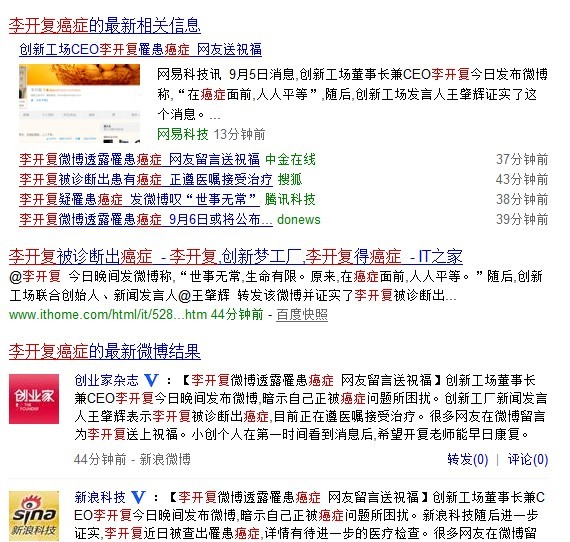 李开复癌症的最新相关信息
创新工场CEO李开复罹患癌症 网友送祝福
网易科技讯 9月5日消息,创新工场董事长兼CEO李开复今日发布微博
称,“在癌症面前,人人平等”,随后,创新工场发言人王肇辉证实了这
个消息。...
网易科技 13分钟前
李开复微博透露罹患癌症 网友留言送祝福 中金在线 37分钟前
李开复被诊断出患有癌症 正遵医嘱接受治疗 搜狐 43分钟前
李开复疑罹患癌症 发微博叹“世事无常” 腾讯科技 38分钟前
李开复微博透露罹患癌症 9月6日或将公布... donews 39分钟前
李开复被诊断出癌症 - 李开复,创新梦工厂,李开复得癌症 - IT之家
@李开复 今日晚间发微博称,“世事无常,生命有限。原来,在癌症面前,人人平等。”随后,创新
工场联合创始人、新闻发言人@王肇辉 转发该微博并证实了李开复被诊断出...
www.ithome.com/html/it/528...htm 44分钟前 - 百度快照
李开复癌症的最新微博结果
创业家
THE FOUNDER
创业家杂志 V :【李开复微博透露罹患癌症 网友留言送祝福】创新工场董事长
兼CEO李开复今日晚间发布微博,暗示自己正被癌症问题所困扰。创新工厂新闻发言
人王肇辉表示李开复被诊断出癌症,目前正在遵医嘱接受治疗。很多网友在微博留言
为李开复送上祝福。小创个人在第一时间看到消息后,希望开复老师能早日康复。
44分钟前 - 新浪微博 转发(0) | 评论(0)
sina
新浪科技
新浪科技 V :【李开复微博透露罹患癌症 网友留言送祝福】创新工场董事长兼C
EO李开复今日晚间发布微博,暗示自己正被癌症问题所困扰。新浪科技随后进一步
证实,李开复近日被查出罹患癌症,详情有待进一步的医疗检查。很多网友在微博留